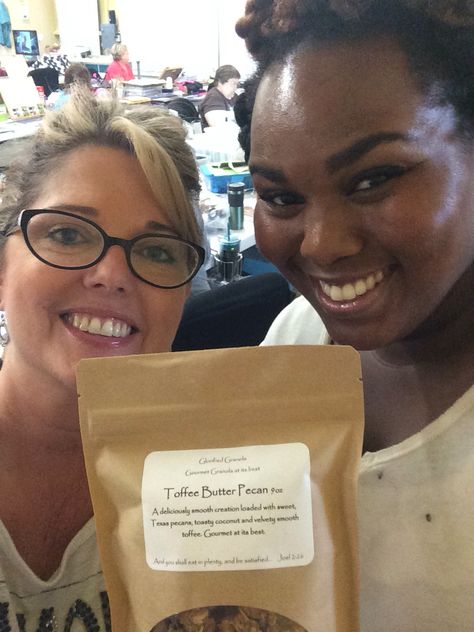 Glorified Granola
Gourmet Granola at its best
Toffee Butter Pecan 9oz
A deliciously smooth creation loaded with sweet,
Texas pecans, toasty coconut and velvety smooth
toffee. Gourmet at its best.
And you shall eat in plenty, and be satisfied... Joel 2:26